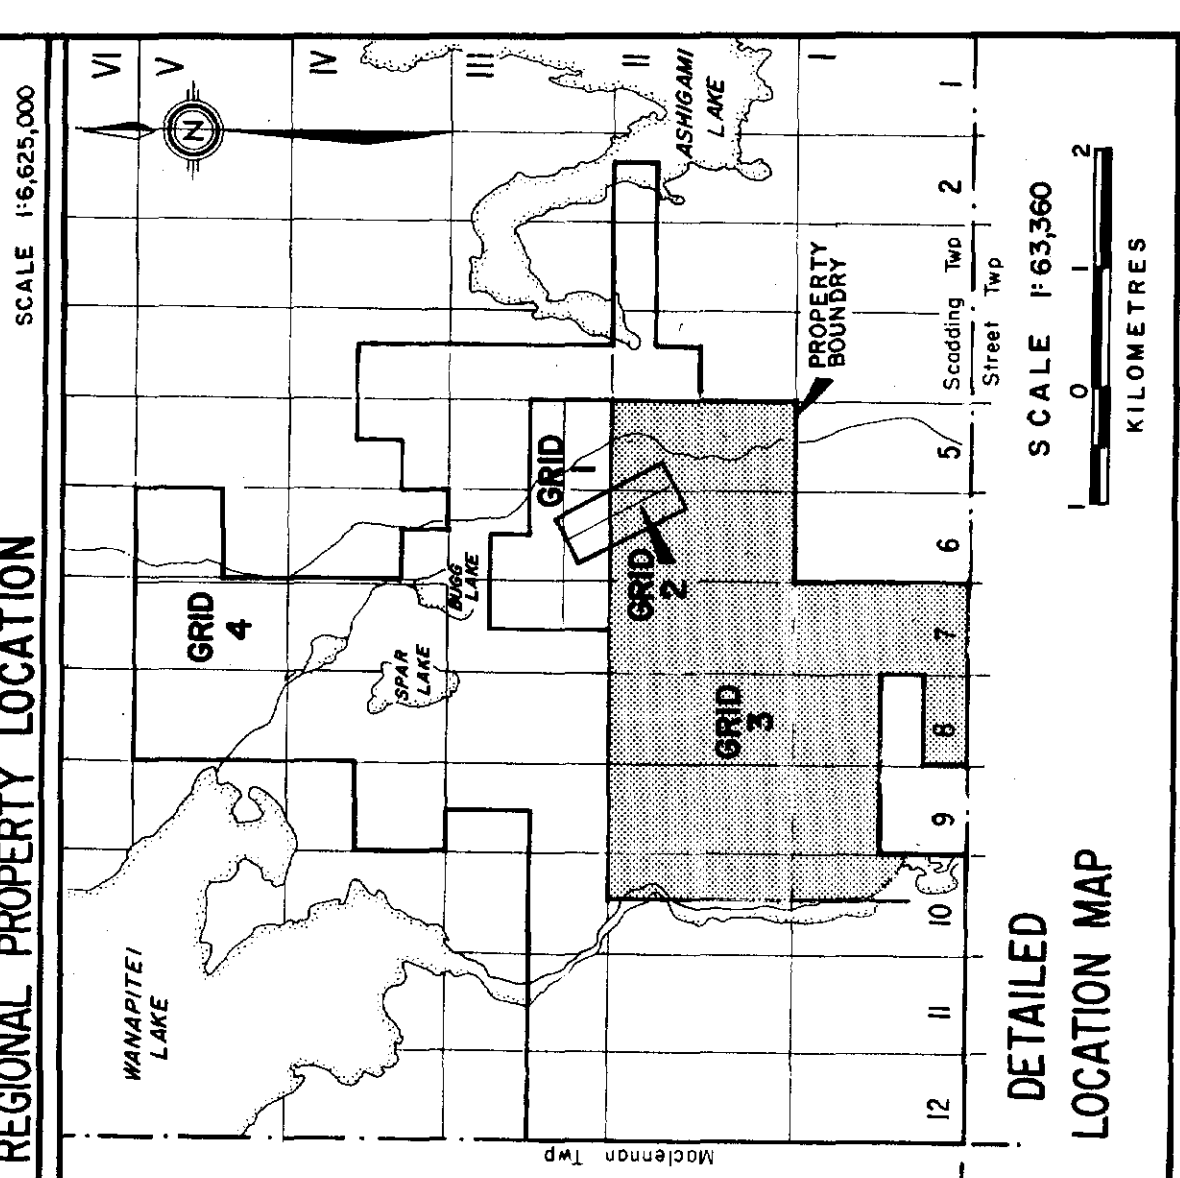 REGIONAL PROPERTY LOCATION
SCALE 1:6,625,000
VI
V
IV
III
II
I
N
WANAPITEI
LAKE
ASHIGAMI
LAKE
GRID
4
SPAR
LAKE
BUGG
LAKE
GRID
1
GRID
2
GRID
3
PROPERTY
BOUNDRY
Maclennan Twp
12
11
10
9
8
7
6
5
2
1
Scadding Twp
Street Twp
DETAILED
LOCATION MAP
SCALE 1:63,360
1 0 1 2
KILOMETRES